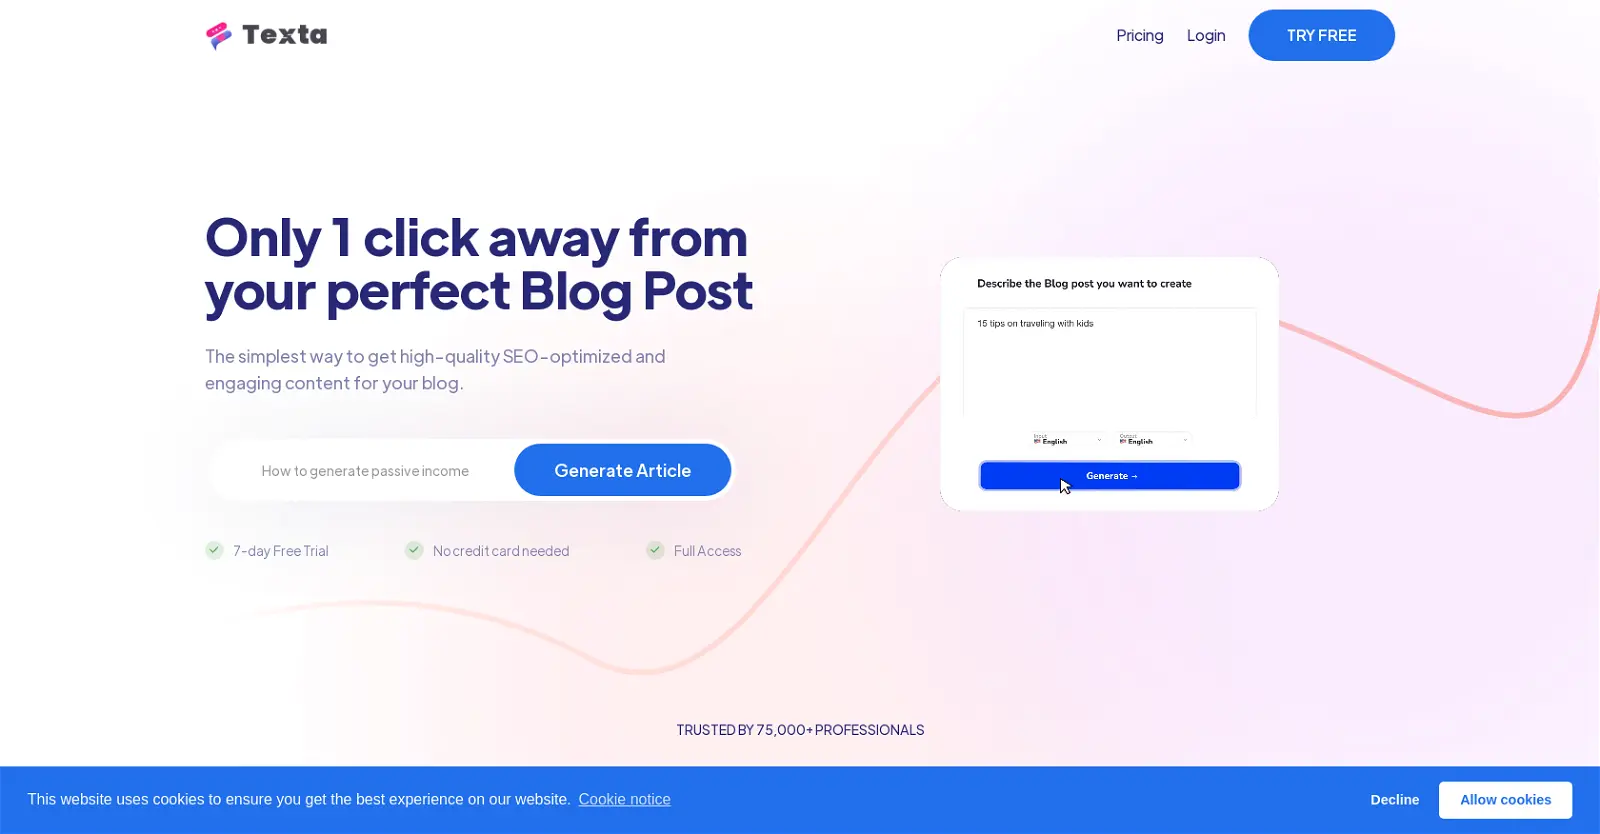 Texta
Pricing
Login
TRY FREE
Only 1 click away from
your perfect Blog Post
The simplest way to get high-quality SEO-optimized and
engaging content for your blog.
How to generate passive income
Generate Article
7-day Free Trial
No credit card needed
Full Access
Describe the Blog post you want to create
15 tips on traveling with kids
Input
English
Output
English
Generate →
TRUSTED BY 75,000+ PROFESSIONALS
This website uses cookies to ensure you get the best experience on our website. Cookie notice
Decline
Allow cookies